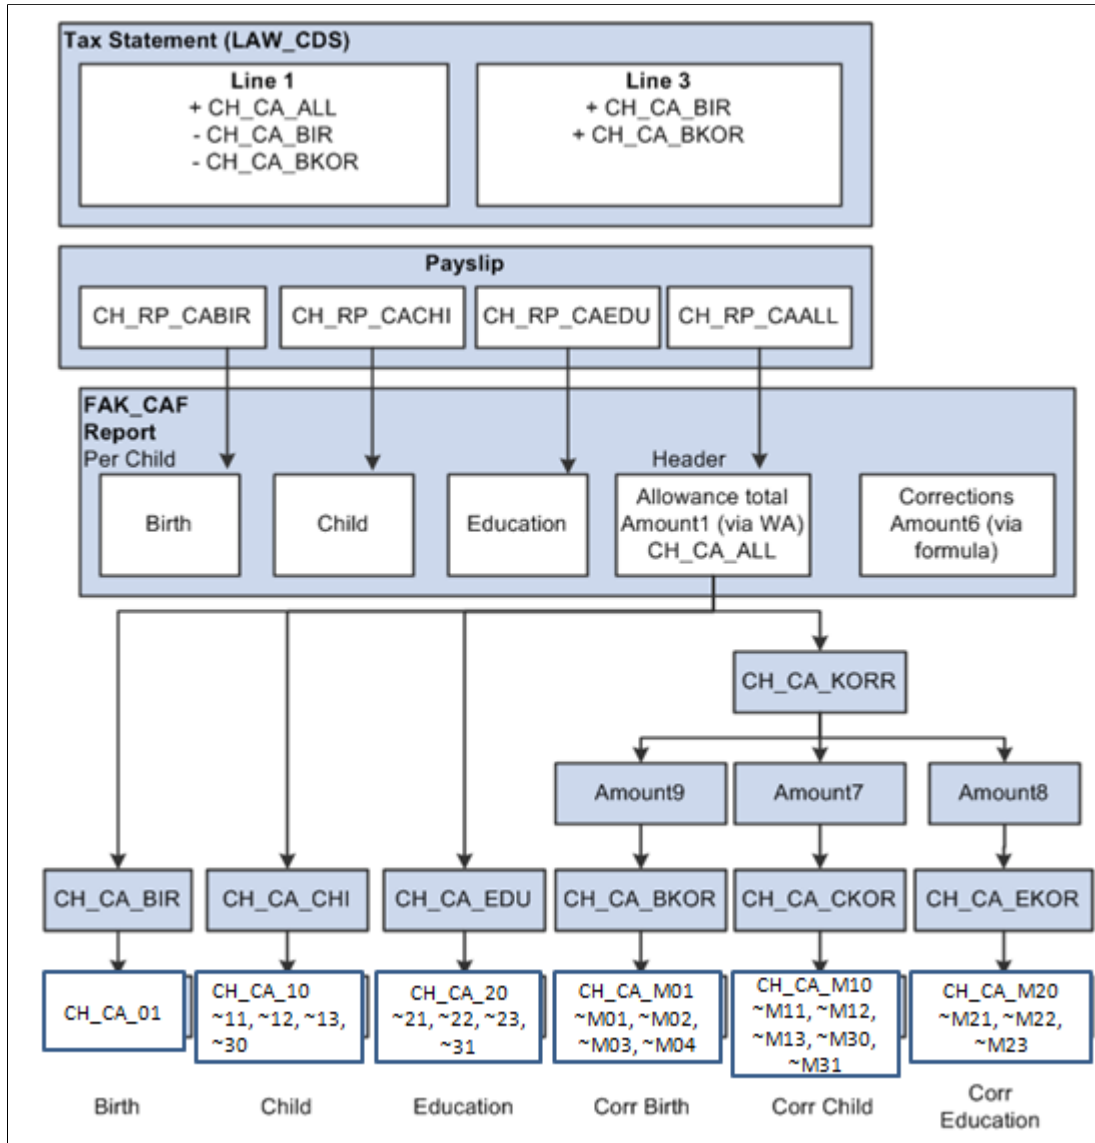 Tax Statement (LAW_CDS)
Line 1
+ CH_CA_ALL
- CH_CA_BIR
- CH_CA_BKOR
Line 3
+ CH_CA_BIR
+ CH_CA_BKOR
Payslip
CH_RP_CABIR
CH_RP_CACHI
CH_RP_CAEDU
CH_RP_CAALL
FAK_CAF
Report
Per Child
Header
Birth
Child
Education
Allowance total
Amount1 (via WA)
CH_CA_ALL
Corrections
Amount6 (via
formula)
CH_CA_KORR
Amount9
Amount7
Amount8
CH_CA_BIR
CH_CA_CHI
CH_CA_EDU
CH_CA_BKOR
CH_CA_CKOR
CH_CA_EKOR
CH_CA_01
CH_CA_10
~11, ~12, ~13,
~30
CH_CA_20
~21, ~22, ~23,
~31
CH_CA_M01
~M01, ~M02,
~M03, ~M04
CH_CA_M10
~M11, ~M12,
~M13, ~M30,
~M31
CH_CA_M20
~M21, ~M22,
~M23
Birth
Child
Education
Corr Birth
Corr Child
Corr
Education